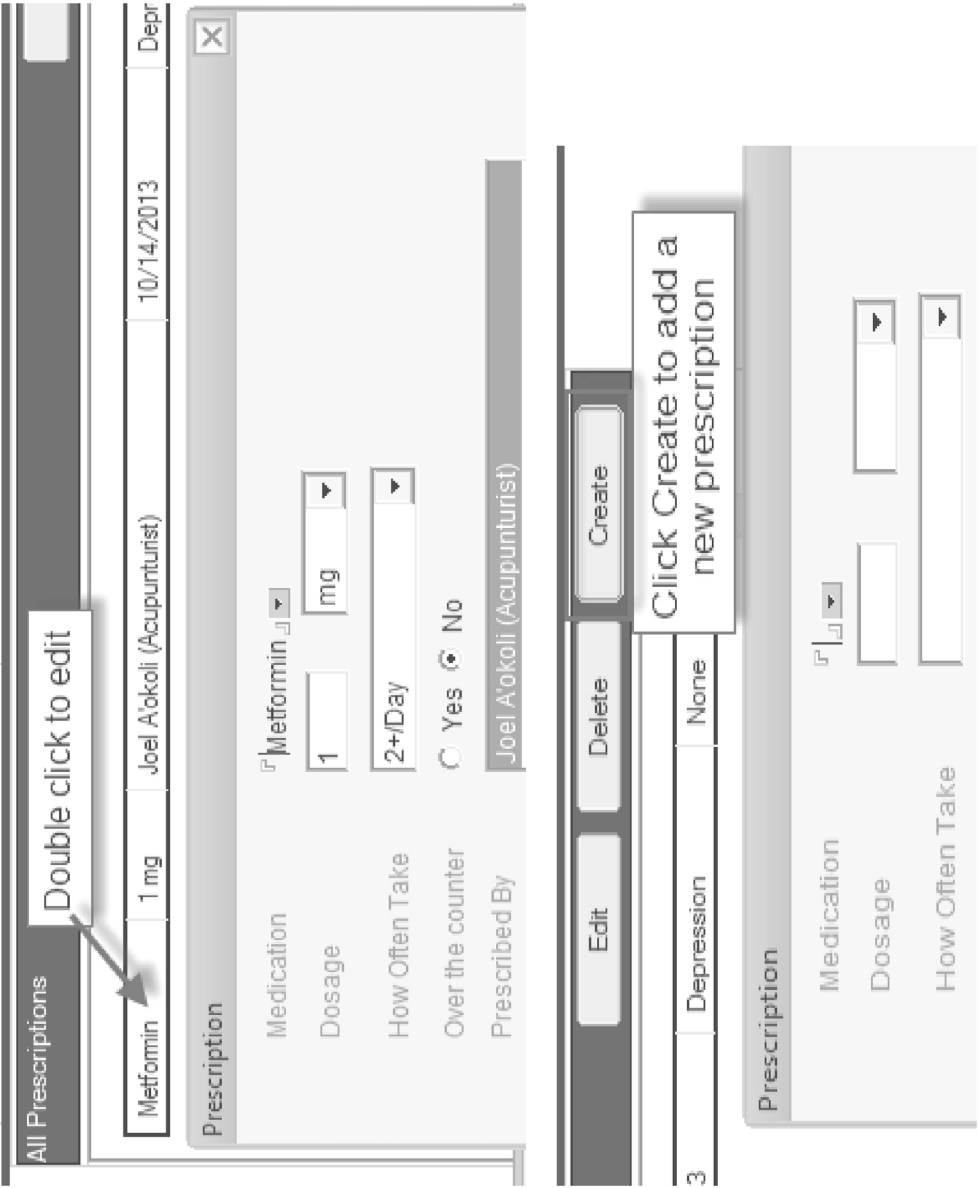 All Prescriptions
Double click to edit
Metformin 1 mg Joel A'okoli (Acupunturist) 10/14/2013 Depr
Prescription
Medication Metformin
Dosage 1 mg
How Often Take 2+/Day
Over the counter Yes No
Prescribed By Joel A'okoli (Acupunturist)
Edit Delete Create
Click Create to add a
new prescription
3 Depression None
Prescription
Medication
Dosage
How Often Take